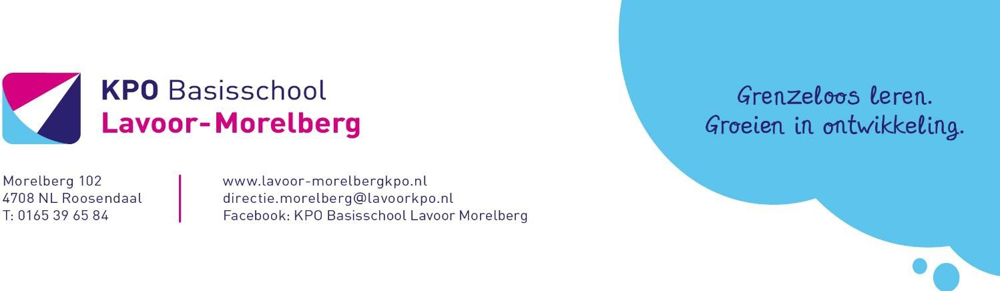 KPO Basisschool
Lavoor-Morelberg
Morelberg 102
4708 NL Roosendaal
T: 0165 39 65 84
www.lavoor-morelbergkpo.nl
directie.morelberg@lavoorkpo.nl
Facebook: KPO Basisschool Lavoor Morelberg
Grenzeloos leren.
Groeien in ontwikkeling.